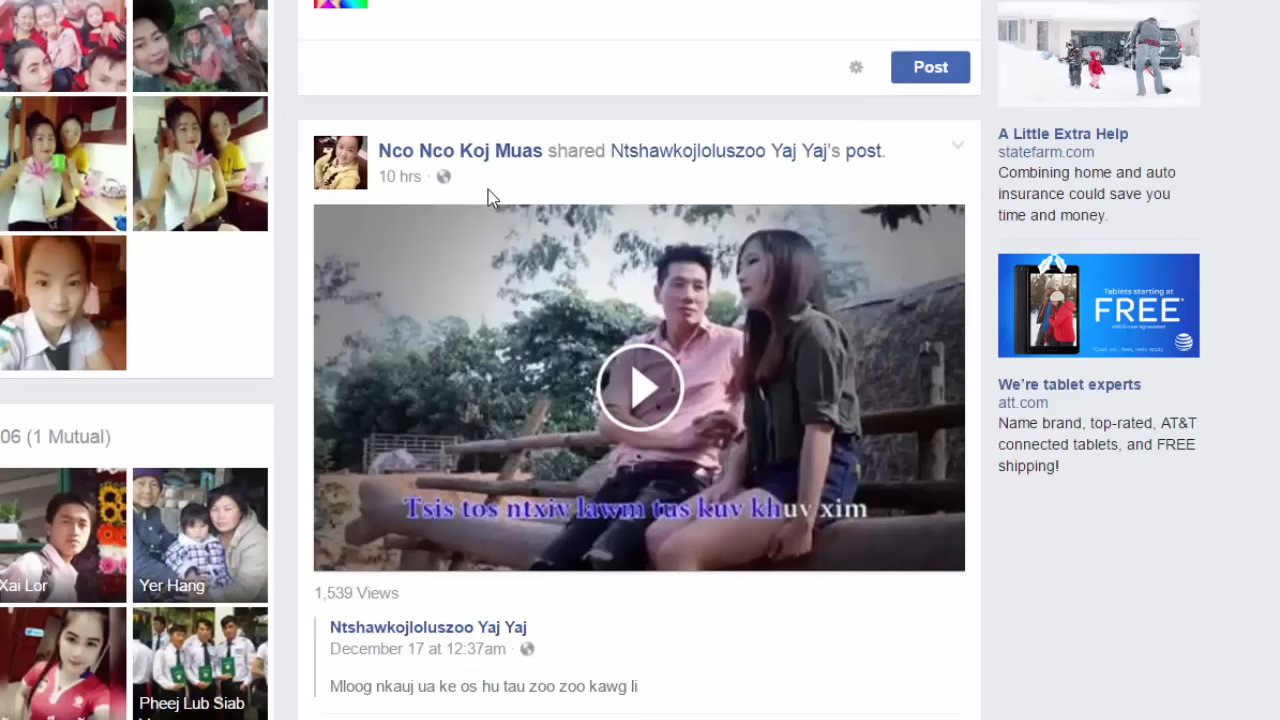 Post
Nco Nco Koj Muas shared Ntshawkojloluszoo Yaj Yaj's post.
10 hrs ·
Tsis tos ntxiv lawm tus kuv khuv xim
1,539 Views
Ntshawkojloluszoo Yaj Yaj
December 17 at 12:37am ·
Mloog nkauj ua ke os hu tau zoo zoo kawg li
06 (1 Mutual)
Xai Lor
Yer Hang
Pheej Lub Siab
A Little Extra Help
statefarm.com
Combining home and auto
insurance could save you
time and money.
Tablets starting at
FREE*
We're tablet experts
att.com
Name brand, top-rated, AT&T
connected tablets, and FREE
shipping!